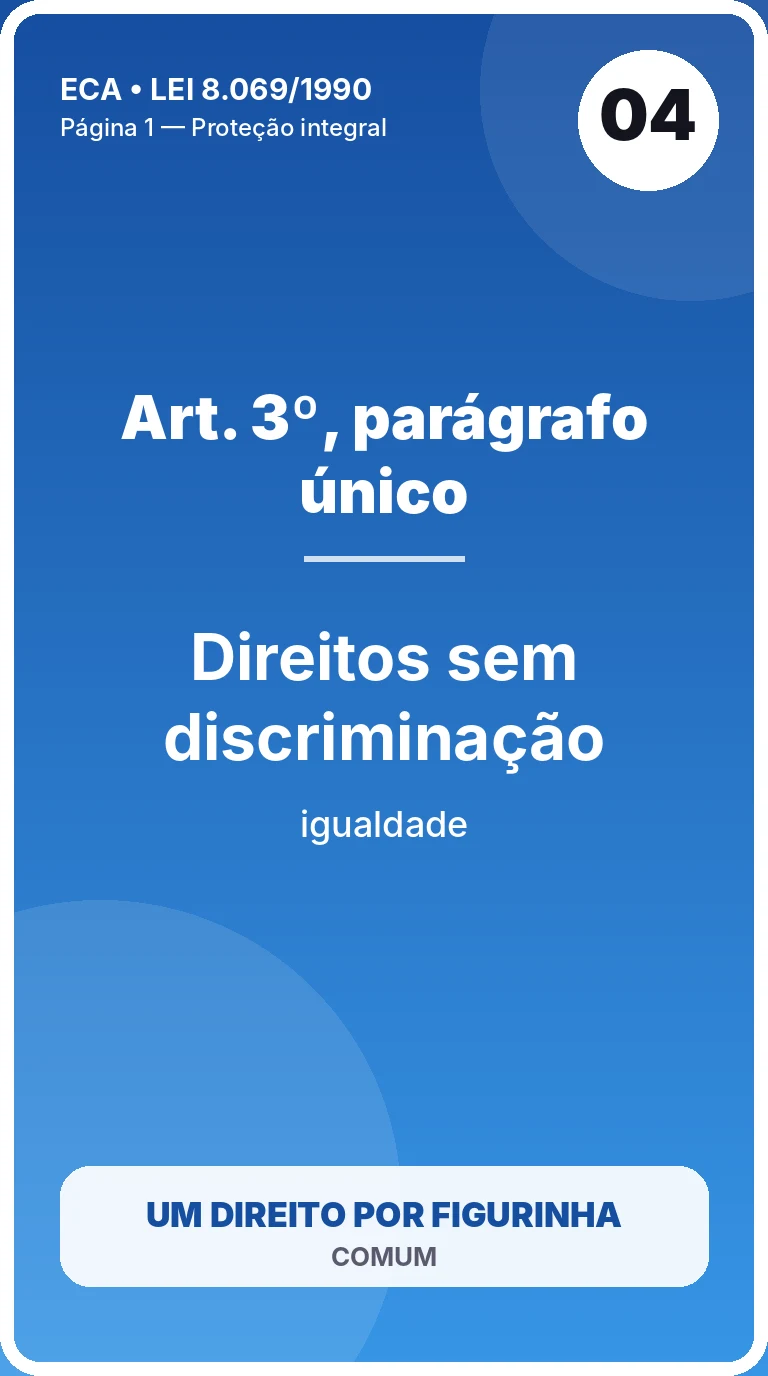 ECA • LEI 8.069/1990
Página 1 — Proteção integral
04
Art. 3º, parágrafo
único
Direitos sem
discriminação
igualdade
UM DIREITO POR FIGURINHA
COMUM